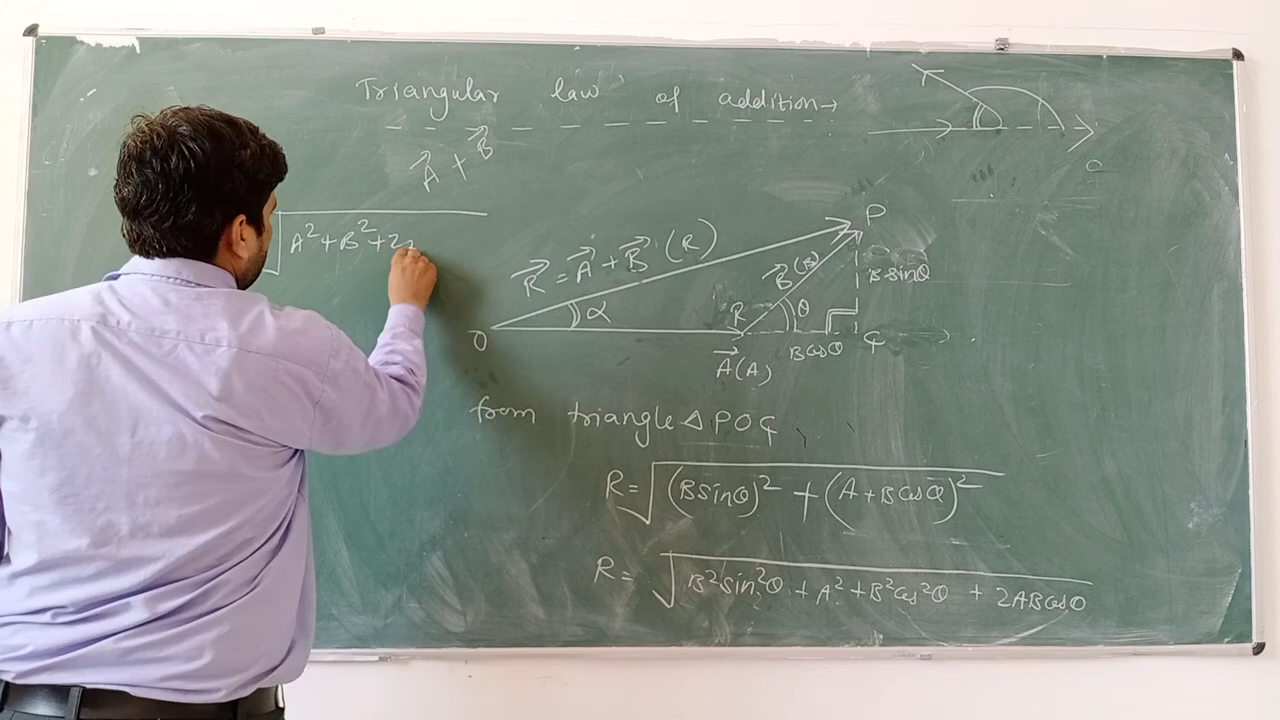 Triangular law of addition→
A⃗ + B⃗
√A²+B²+2
R⃗ = A⃗ + B⃗ (R)
P
B⃗(B)
B sinθ
α
R
θ
O
Bcosθ
A⃗(A)
from triangle Δ POQ
R=√(Bsinθ)² + (A+Bcosθ)²
R= √B²sin²θ + A² + B²cos²θ + 2ABcosθ